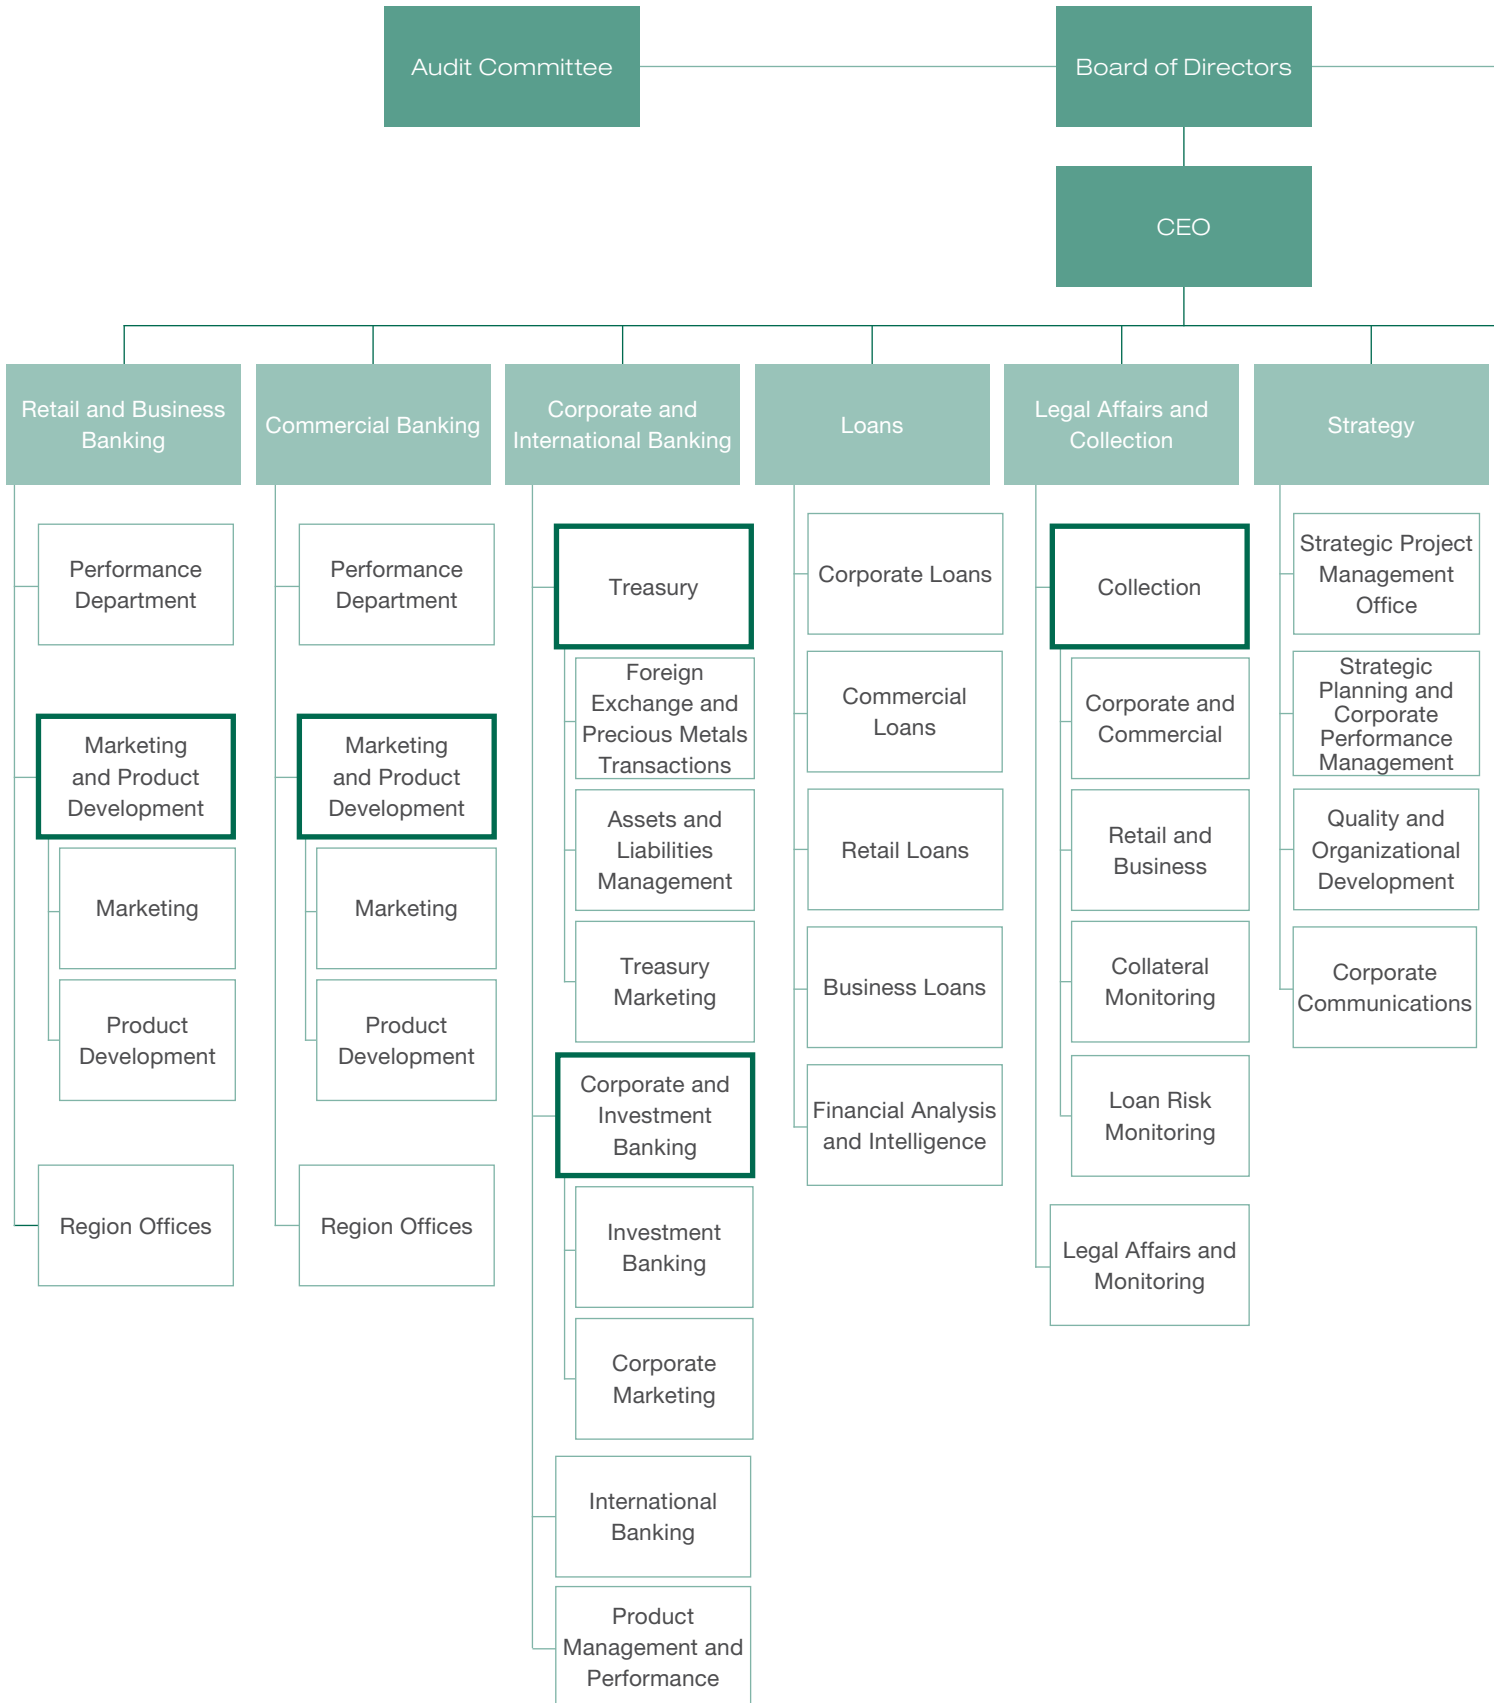 Audit Committee
Board of Directors
CEO
Retail and Business
Banking
Commercial Banking
Corporate and
International Banking
Loans
Legal Affairs and
Collection
Strategy
Performance
Department
Marketing
and Product
Development
Marketing
Product
Development
Region Offices
Performance
Department
Marketing
and Product
Development
Marketing
Product
Development
Region Offices
Treasury
Foreign
Exchange and
Precious Metals
Transactions
Assets and
Liabilities
Management
Treasury
Marketing
Corporate and
Investment
Banking
Investment
Banking
Corporate
Marketing
International
Banking
Product
Management and
Performance
Corporate Loans
Commercial
Loans
Retail Loans
Business Loans
Financial Analysis
and Intelligence
Collection
Corporate and
Commercial
Retail and
Business
Collateral
Monitoring
Loan Risk
Monitoring
Legal Affairs and
Monitoring
Strategic Project
Management
Office
Strategic
Planning and
Corporate
Performance
Management
Quality and
Organizational
Development
Corporate
Communications